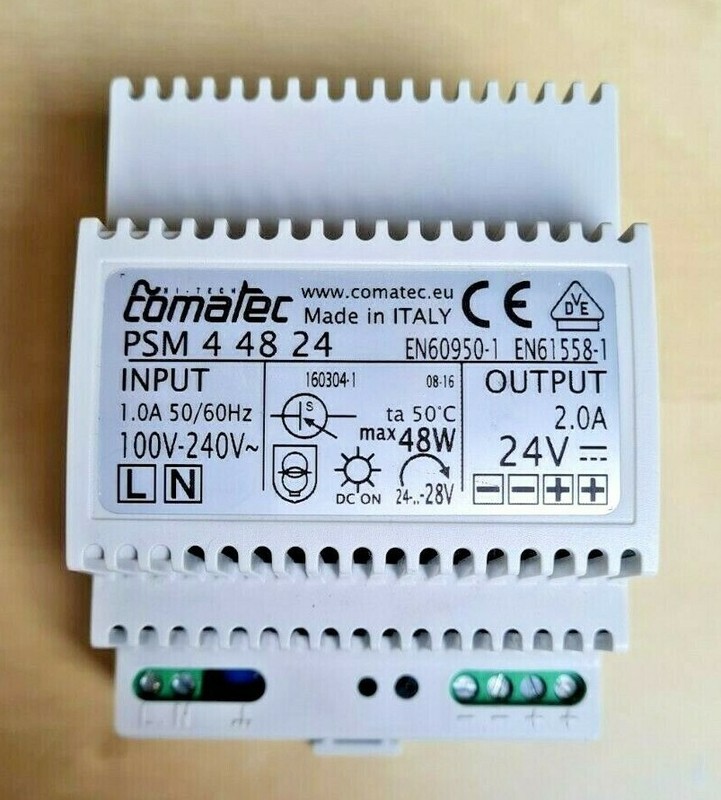 HI-TECH
comatec
www.comatec.eu
Made in ITALY
CE
VDE
PSM 4 48 24
EN60950-1 EN61558-1
INPUT
1.0A 50/60Hz
100V-240V~
L N
160304-1
08-16
S
ta 50°C
max 48W
DC ON
24..-28V
OUTPUT
2.0A
24V ⎓
- - + +
L N
- - + +